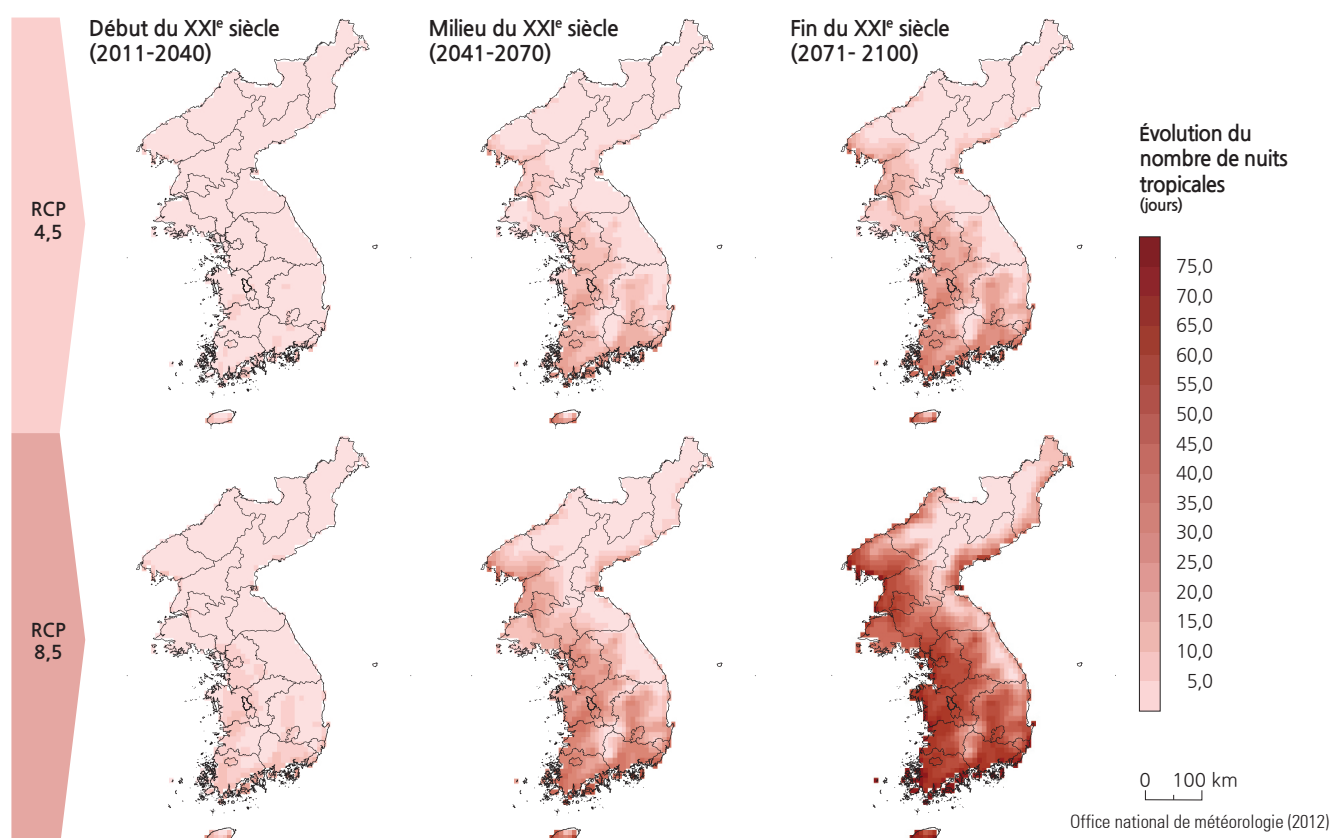 Début du XXIe siècle
(2011-2040)
Milieu du XXIe siècle
(2041-2070)
Fin du XXIe siècle
(2071- 2100)
RCP
4,5
RCP
8,5
Évolution du
nombre de nuits
tropicales
(jours)
75,0
70,0
65,0
60,0
55,0
50,0
45,0
40,0
35,0
30,0
25,0
20,0
15,0
10,0
5,0
0 100 km
Office national de météorologie (2012)